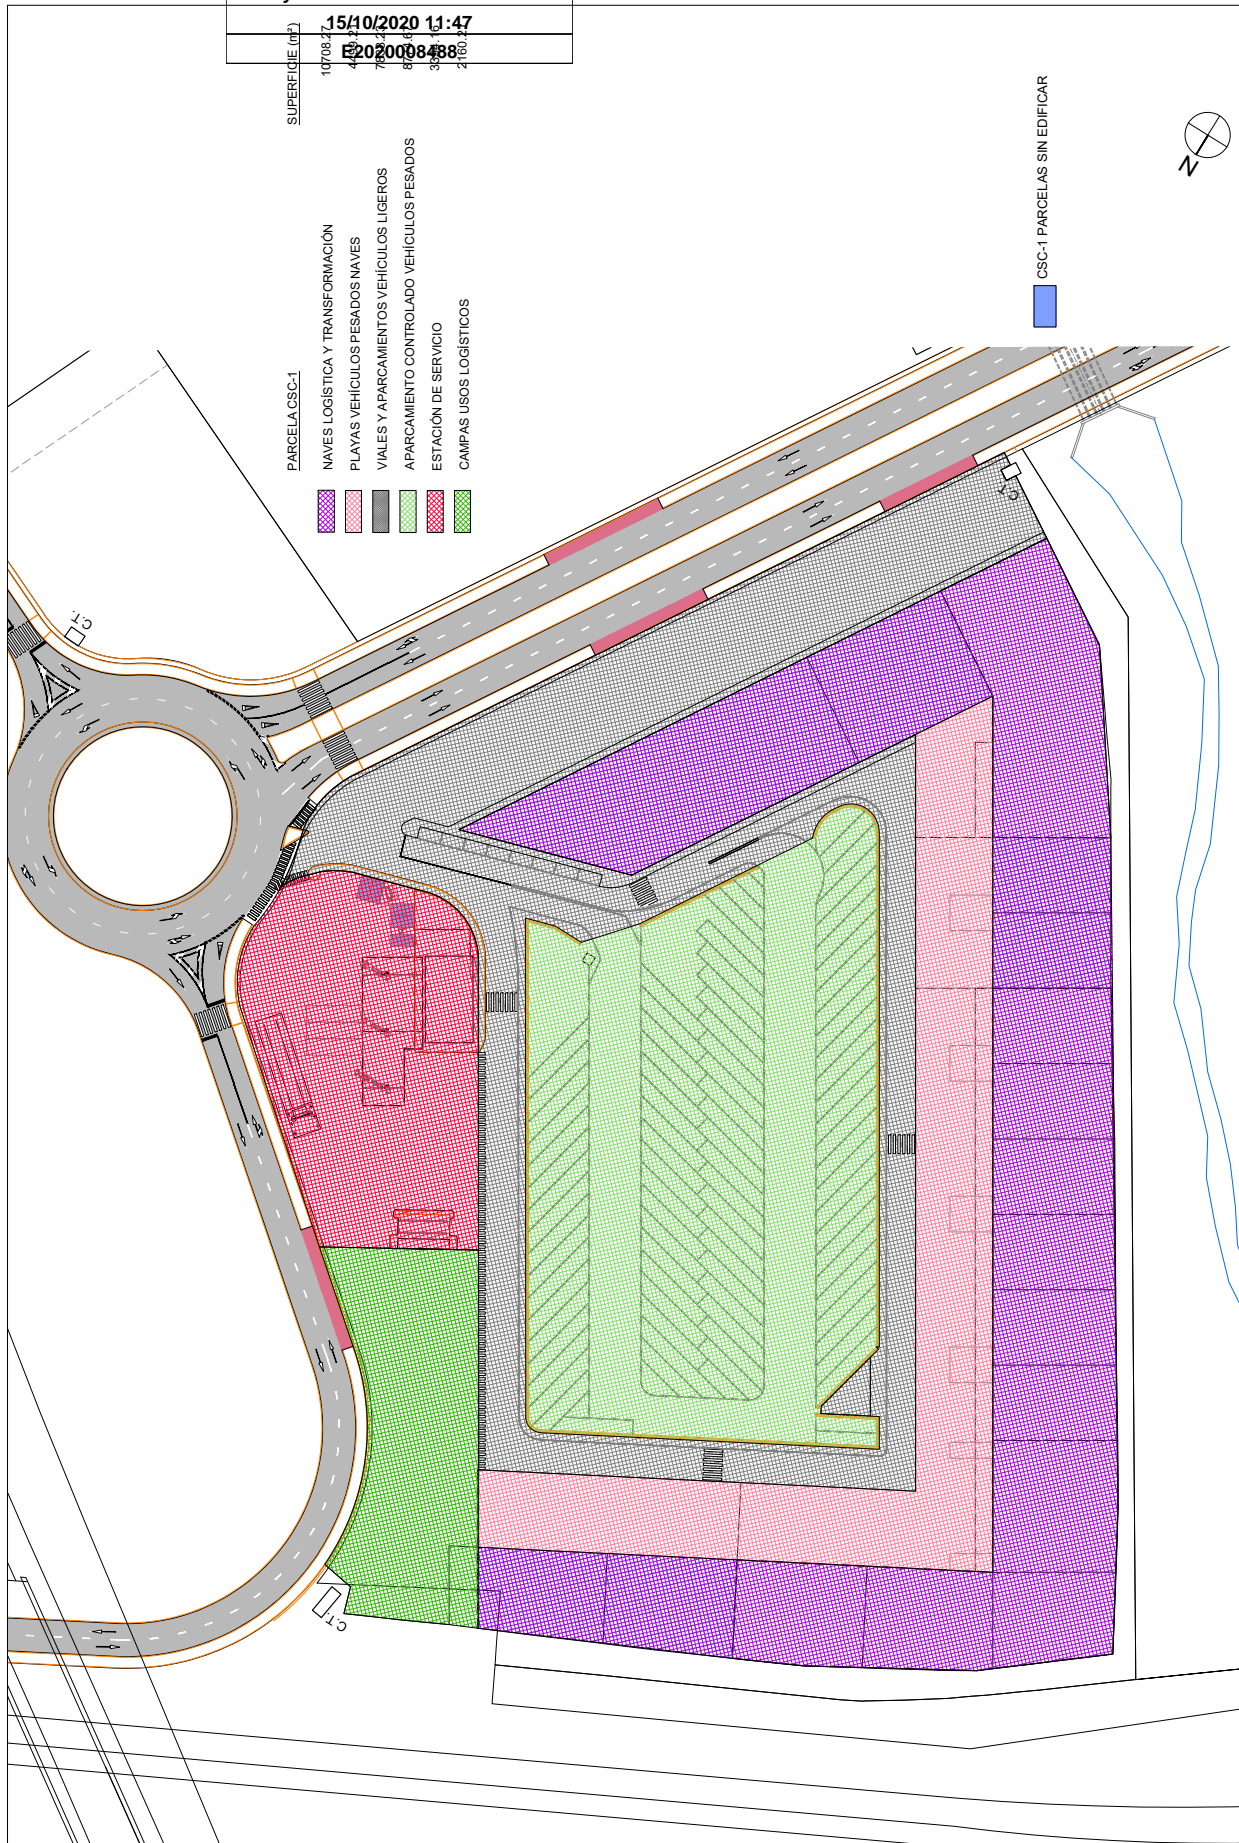 15/10/2020 11:47
E2020008488
PARCELA CSC-1
SUPERFICIE (m²)
NAVES LOGÍSTICA Y TRANSFORMACIÓN
10708.27
PLAYAS VEHÍCULOS PESADOS NAVES
VIALES Y APARCAMIENTOS VEHÍCULOS LIGEROS
APARCAMIENTO CONTROLADO VEHÍCULOS PESADOS
ESTACIÓN DE SERVICIO
CAMPAS USOS LOGÍSTICOS
CSC-1 PARCELAS SIN EDIFICAR
N
C.T.
C.T.